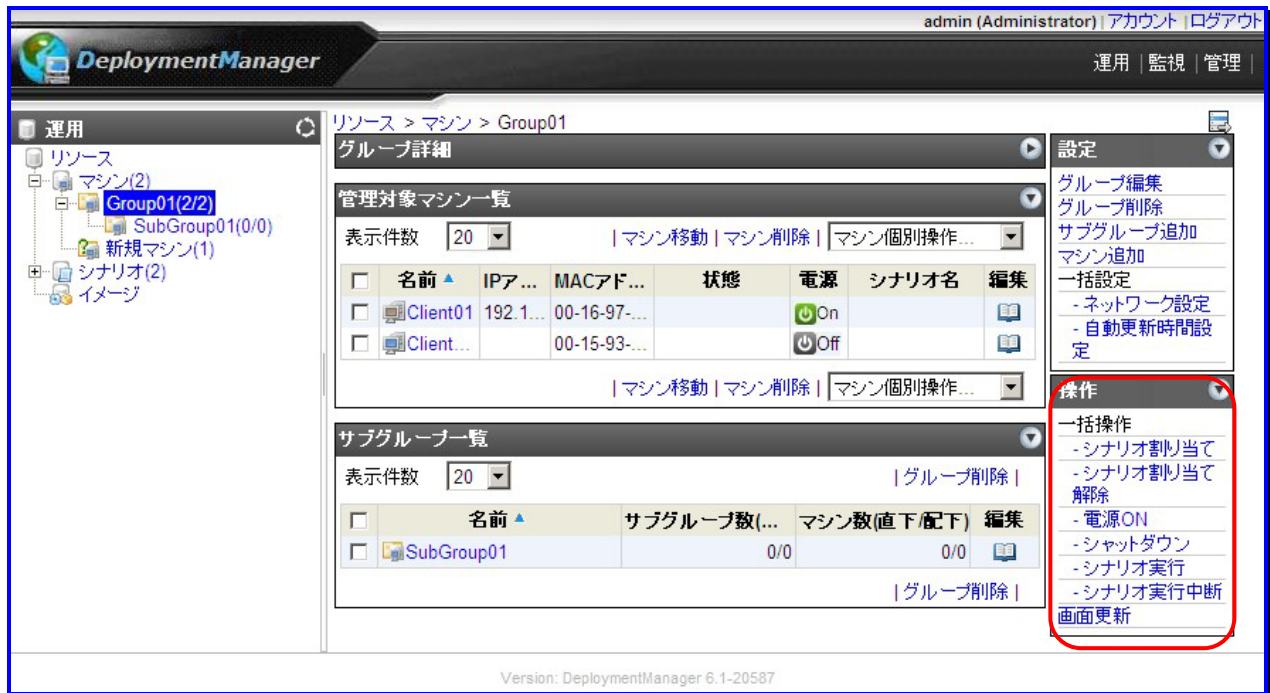 admin (Administrator) | アカウント | ログアウト
DeploymentManager
運用 | 監視 | 管理 |
運用
リソース
マシン(2)
Group01(2/2)
SubGroup01(0/0)
新規マシン(1)
シナリオ(2)
イメージ
リソース > マシン > Group01
グループ詳細
管理対象マシン一覧
表示件数 20 | マシン移動 | マシン削除 | マシン個別操作...
名前 IPア... MACアド... 状態 電源 シナリオ名 編集
Client01 192.1... 00-16-97-... On
Client... 00-15-93-... Off
| マシン移動 | マシン削除 | マシン個別操作...
サブグループ一覧
表示件数 20 | グループ削除 |
名前 サブグループ数(... マシン数(直下/配下) 編集
SubGroup01 0/0 0/0
| グループ削除 |
設定
グループ編集
グループ削除
サブグループ追加
マシン追加
一括設定
- ネットワーク設定
- 自動更新時間設
定
操作
一括操作
- シナリオ割り当て
- シナリオ割り当て
解除
- 電源ON
- シャットダウン
- シナリオ実行
- シナリオ実行中断
画面更新
Version: DeploymentManager 6.1-20587